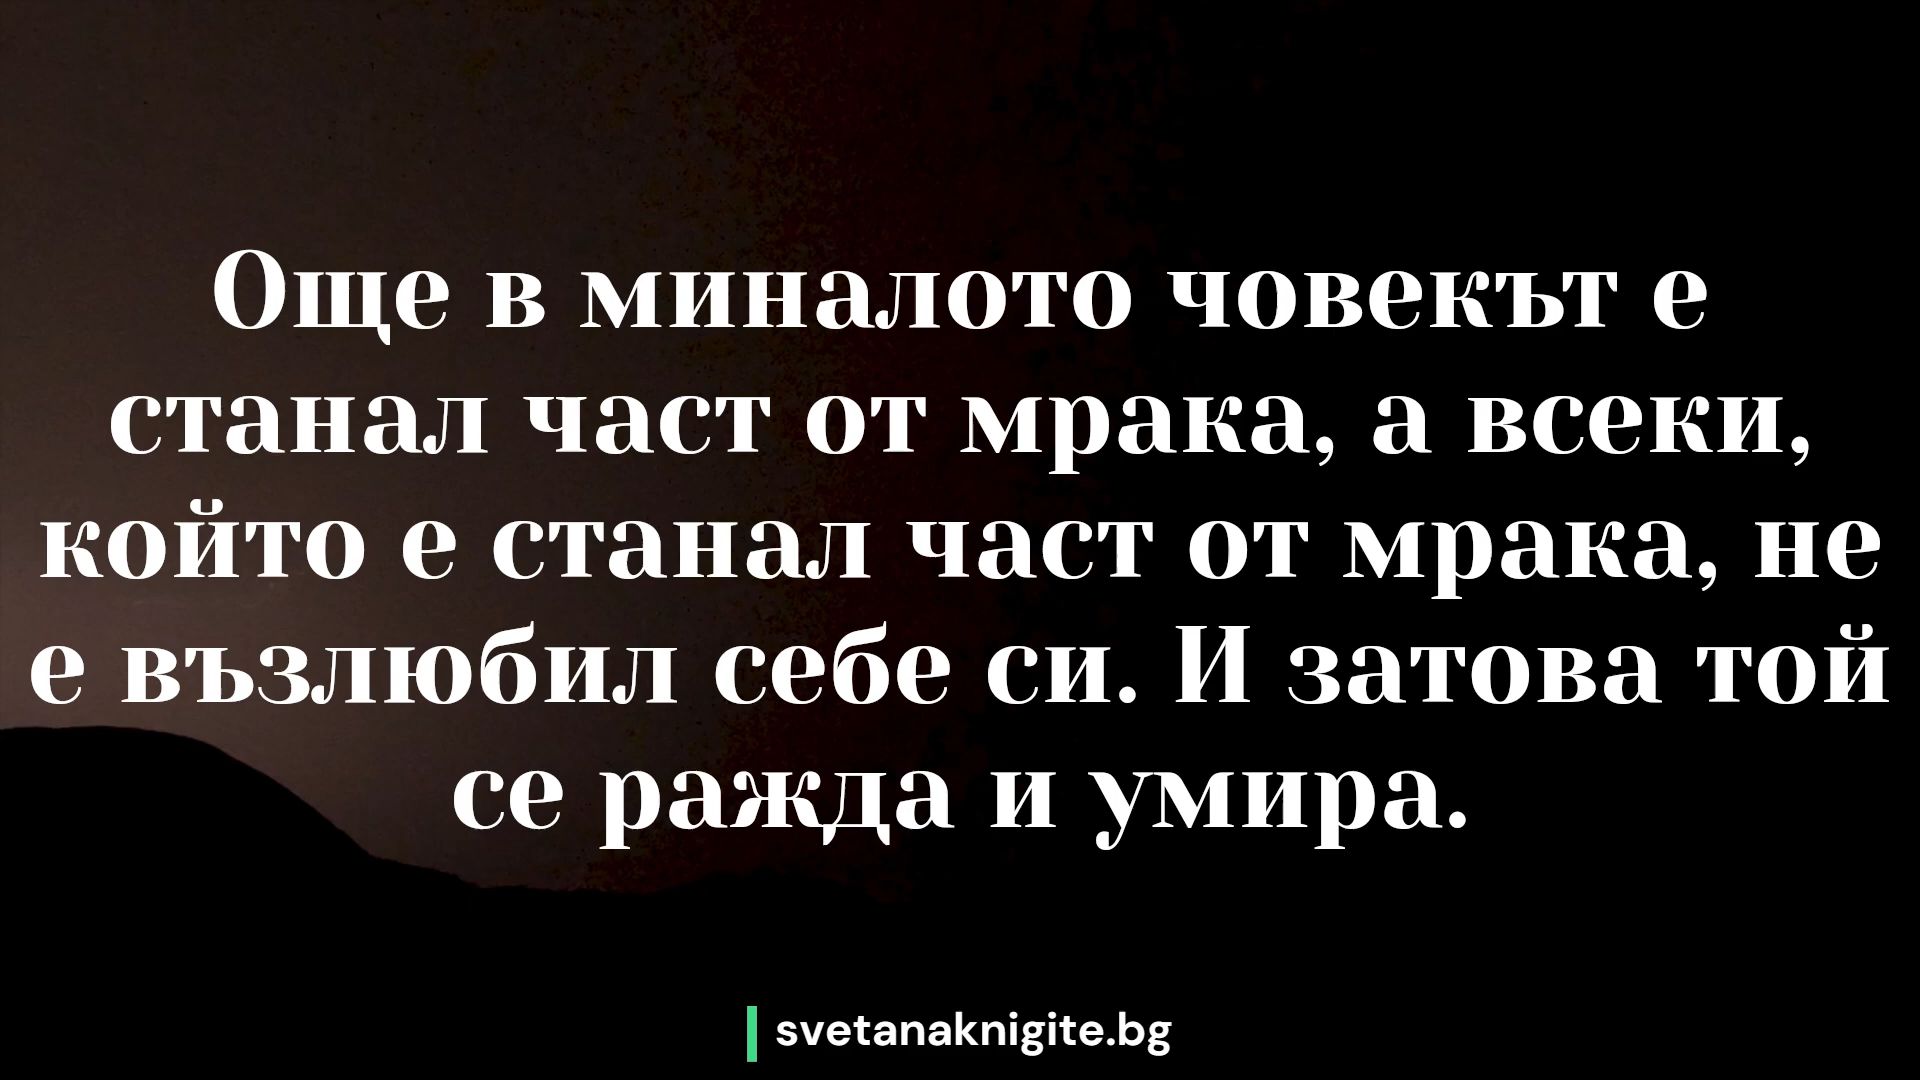 Още в миналото човекът е
станал част от мрака, а всеки,
който е станал част от мрака, не
е възлюбил себе си. И затова той
се ражда и умира.
svetanaknigite.bg